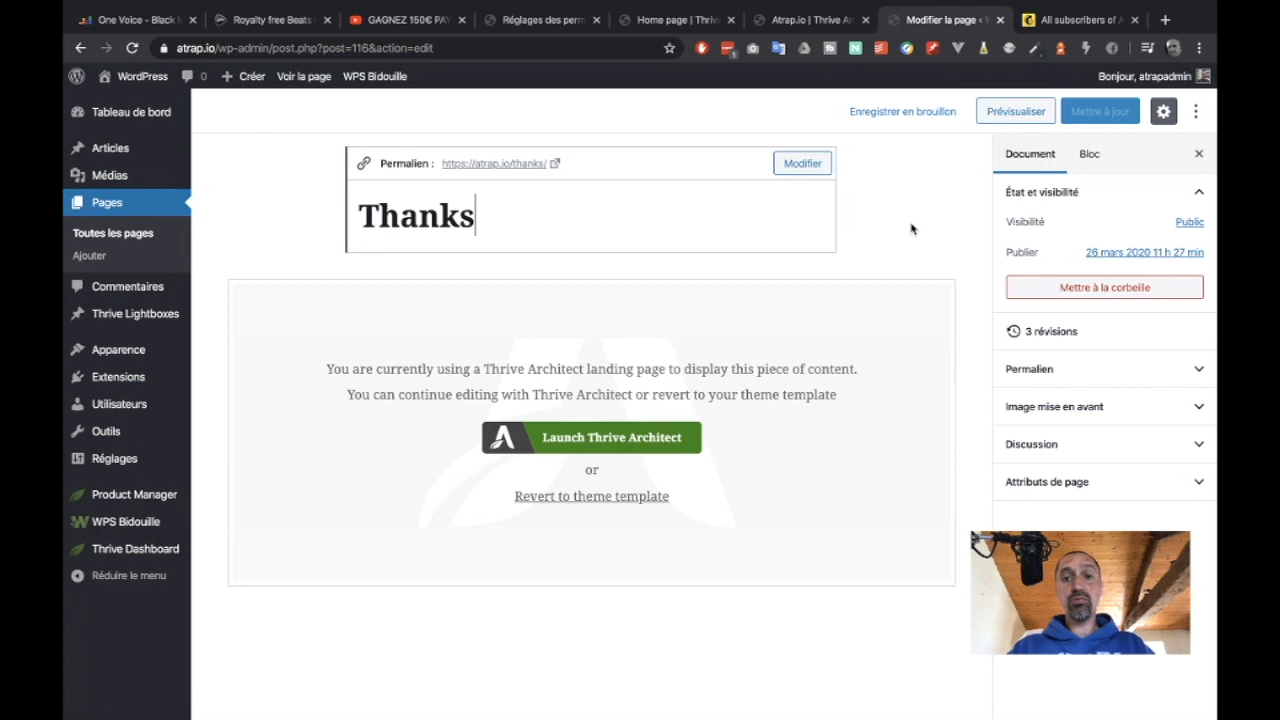 One Voice - Black M
Royalty free Beats
GAGNEZ 150€ PAY
Réglages des perm
Home page | Thriv
Atrap.io | Thrive Ar
Modifier la page ‹ W
All subscribers of A
atrap.io/wp-admin/post.php?post=116&action=edit
WordPress
0
Créer
Voir la page
WPS Bidouille
Bonjour, atrapadmin
Tableau de bord
Articles
Médias
Pages
Toutes les pages
Ajouter
Commentaires
Thrive Lightboxes
Apparence
Extensions
Utilisateurs
Outils
Réglages
Product Manager
WPS Bidouille
Thrive Dashboard
Réduire le menu
Enregistrer en brouillon
Prévisualiser
Mettre à jour
Permalien :
https://atrap.io/thanks/
Modifier
Thanks
You are currently using a Thrive Architect landing page to display this piece of content.
You can continue editing with Thrive Architect or revert to your theme template
Launch Thrive Architect
or
Revert to theme template
Document
Bloc
État et visibilité
Visibilité
Public
Publier
26 mars 2020 11 h 27 min
Mettre à la corbeille
3 révisions
Permalien
Image mise en avant
Discussion
Attributs de page